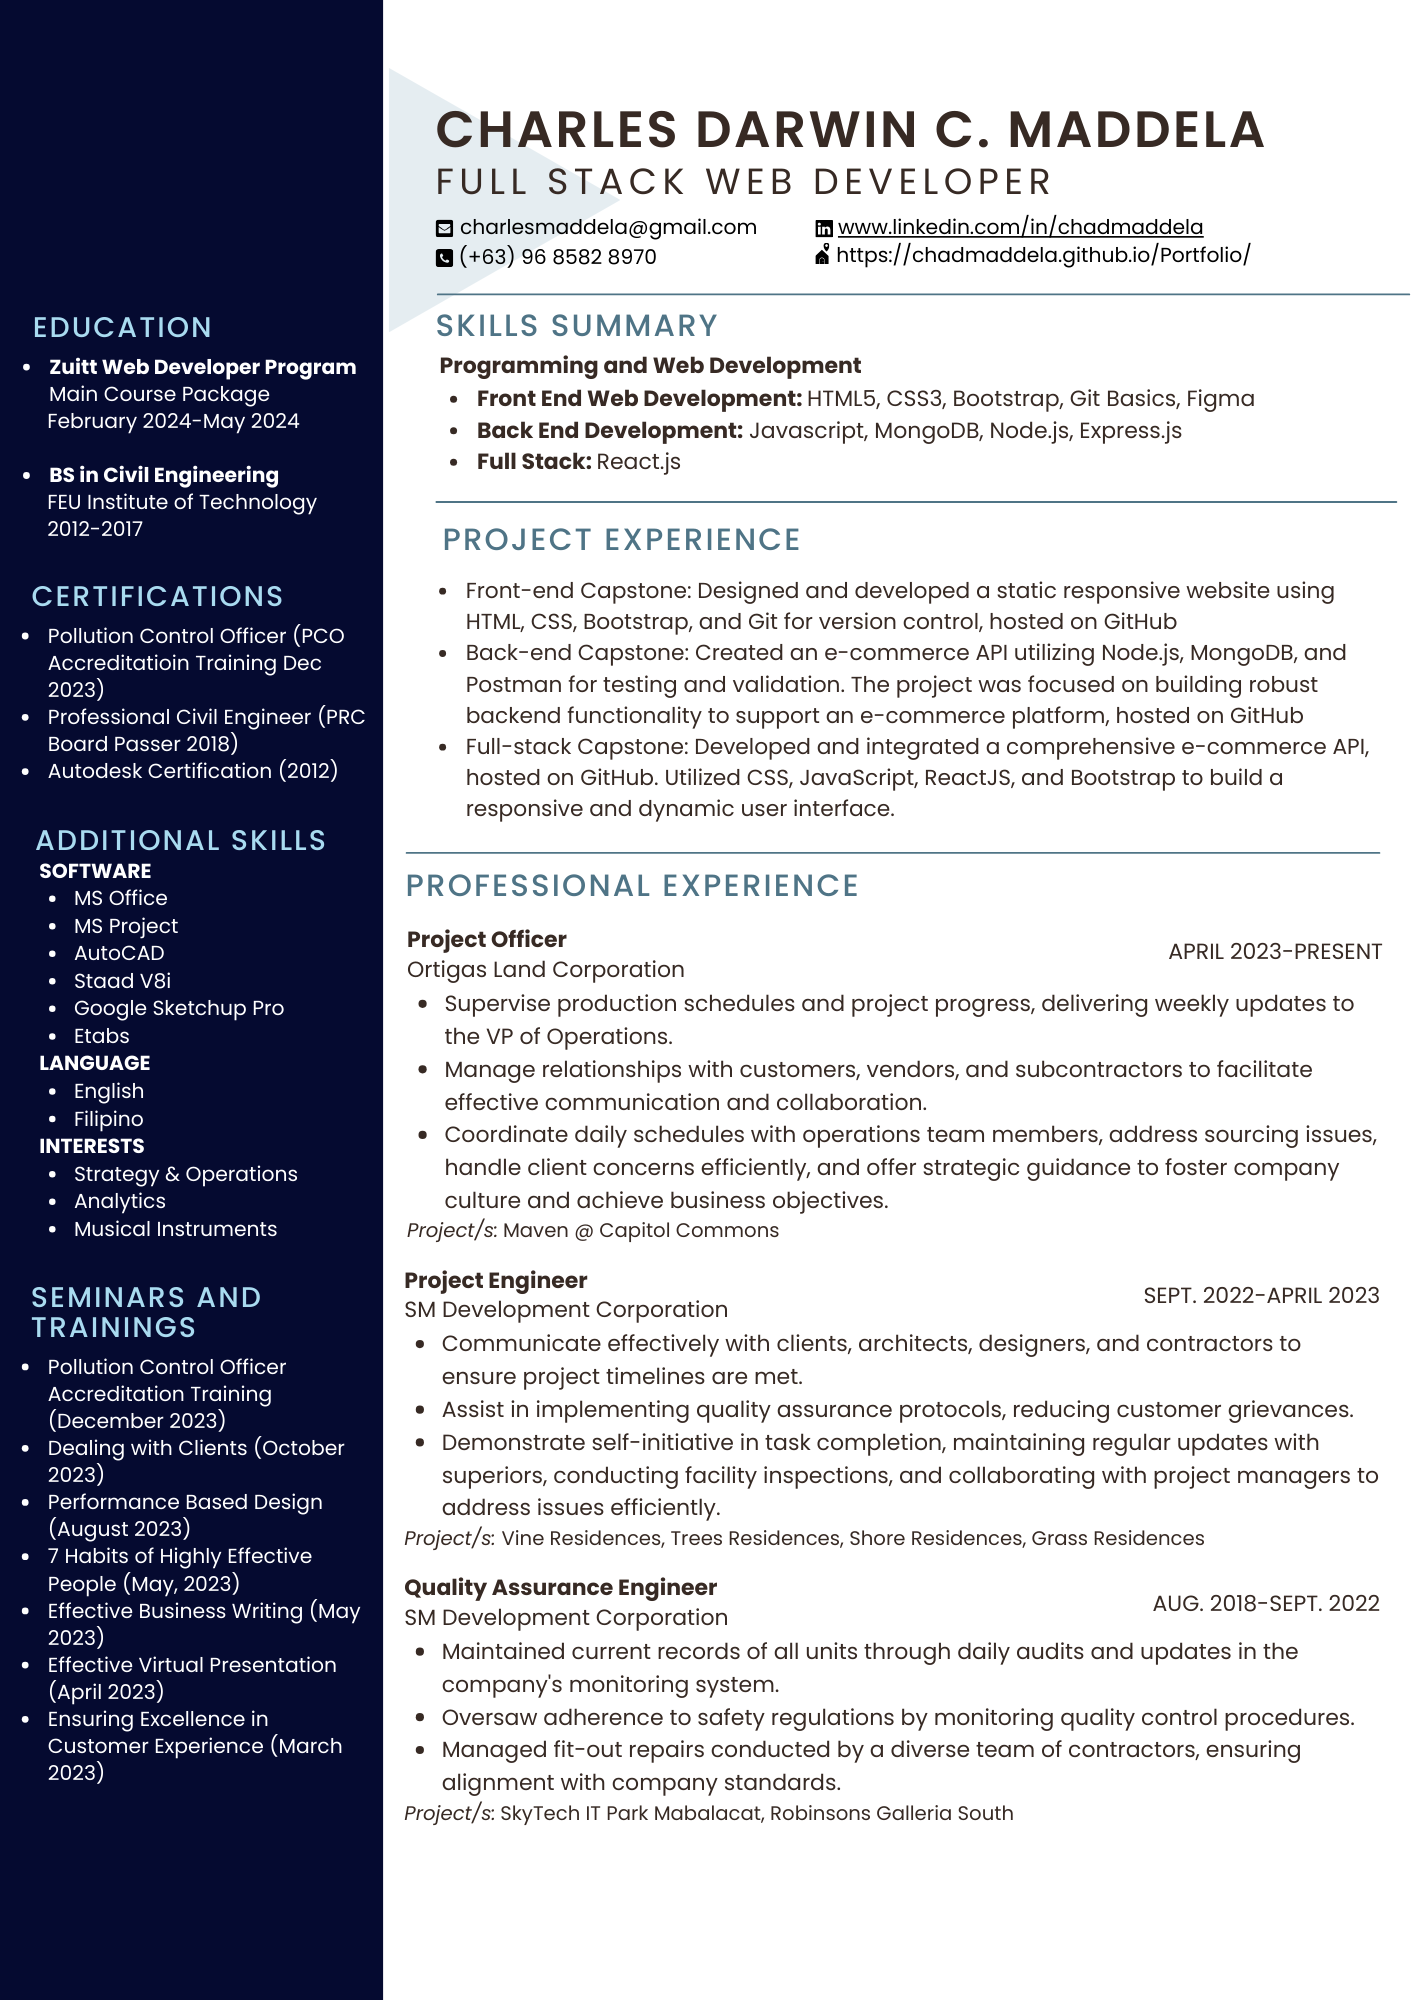 CHARLES DARWIN C. MADDELA
FULL STACK WEB DEVELOPER
charlesmaddela@gmail.com
(+63) 96 8582 8970
www.linkedin.com/in/chadmaddela
https://chadmaddela.github.io/Portfolio/
EDUCATION
• Zuitt Web Developer Program
Main Course Package
February 2024-May 2024
• BS in Civil Engineering
FEU Institute of Technology
2012-2017
CERTIFICATIONS
• Pollution Control Officer (PCO
Accreditatioin Training Dec
2023)
• Professional Civil Engineer (PRC
Board Passer 2018)
• Autodesk Certification (2012)
ADDITIONAL SKILLS
SOFTWARE
• MS Office
• MS Project
• AutoCAD
• Staad V8i
• Google Sketchup Pro
• Etabs
LANGUAGE
• English
• Filipino
INTERESTS
• Strategy & Operations
• Analytics
• Musical Instruments
SEMINARS AND
TRAININGS
• Pollution Control Officer
Accreditation Training
(December 2023)
• Dealing with Clients (October
2023)
• Performance Based Design
(August 2023)
• 7 Habits of Highly Effective
People (May, 2023)
• Effective Business Writing (May
2023)
• Effective Virtual Presentation
(April 2023)
• Ensuring Excellence in
Customer Experience (March
2023)
SKILLS SUMMARY
Programming and Web Development
• Front End Web Development: HTML5, CSS3, Bootstrap, Git Basics, Figma
• Back End Development: Javascript, MongoDB, Node.js, Express.js
• Full Stack: React.js
PROJECT EXPERIENCE
• Front-end Capstone: Designed and developed a static responsive website using
HTML, CSS, Bootstrap, and Git for version control, hosted on GitHub
• Back-end Capstone: Created an e-commerce API utilizing Node.js, MongoDB, and
Postman for testing and validation. The project was focused on building robust
backend functionality to support an e-commerce platform, hosted on GitHub
• Full-stack Capstone: Developed and integrated a comprehensive e-commerce API,
hosted on GitHub. Utilized CSS, JavaScript, ReactJS, and Bootstrap to build a
responsive and dynamic user interface.
PROFESSIONAL EXPERIENCE
Project Officer
APRIL 2023-PRESENT
Ortigas Land Corporation
• Supervise production schedules and project progress, delivering weekly updates to
the VP of Operations.
• Manage relationships with customers, vendors, and subcontractors to facilitate
effective communication and collaboration.
• Coordinate daily schedules with operations team members, address sourcing issues,
handle client concerns efficiently, and offer strategic guidance to foster company
culture and achieve business objectives.
Project/s: Maven @ Capitol Commons
Project Engineer
SEPT. 2022-APRIL 2023
SM Development Corporation
• Communicate effectively with clients, architects, designers, and contractors to
ensure project timelines are met.
• Assist in implementing quality assurance protocols, reducing customer grievances.
• Demonstrate self-initiative in task completion, maintaining regular updates with
superiors, conducting facility inspections, and collaborating with project managers to
address issues efficiently.
Project/s: Vine Residences, Trees Residences, Shore Residences, Grass Residences
Quality Assurance Engineer
AUG. 2018-SEPT. 2022
SM Development Corporation
• Maintained current records of all units through daily audits and updates in the
company's monitoring system.
• Oversaw adherence to safety regulations by monitoring quality control procedures.
• Managed fit-out repairs conducted by a diverse team of contractors, ensuring
alignment with company standards.
Project/s: SkyTech IT Park Mabalacat, Robinsons Galleria South